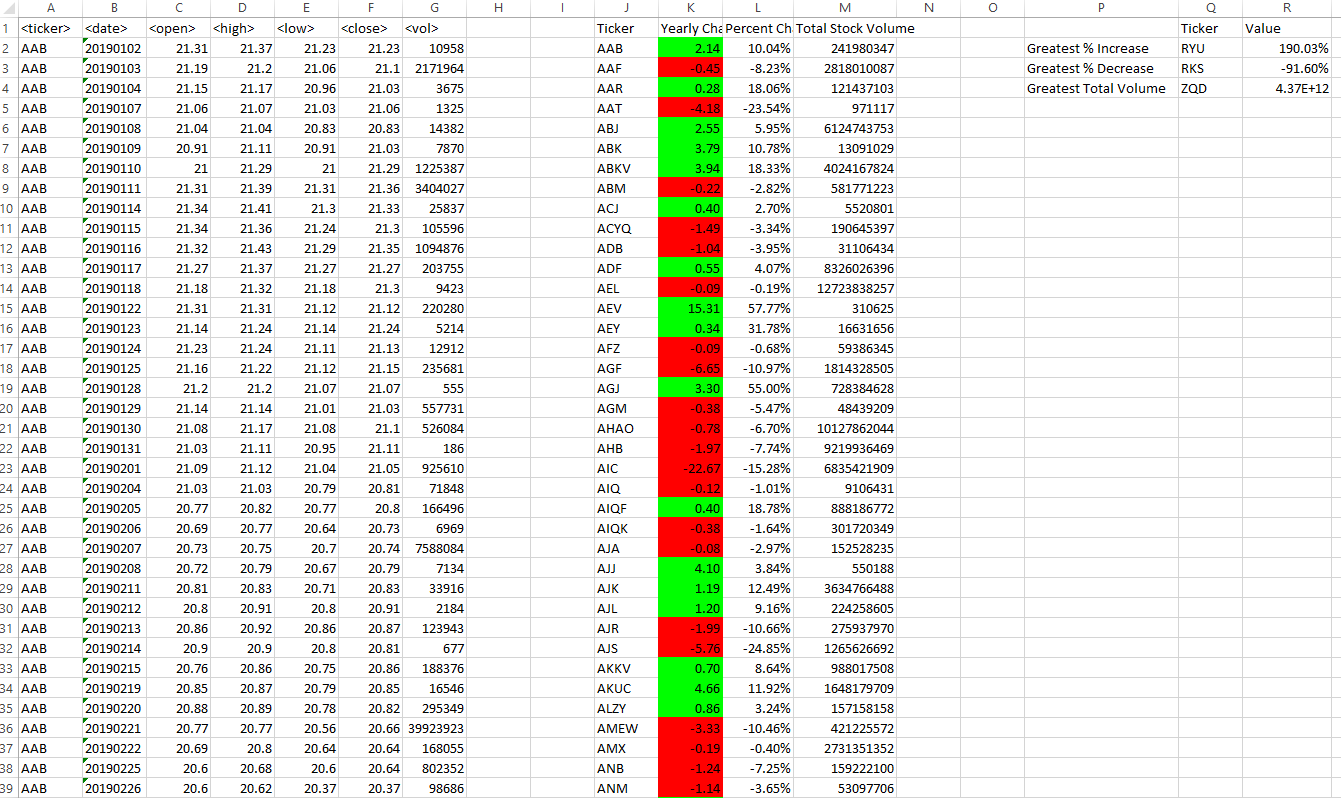 A B C D E F G H I J K L M N O P Q R
1 <ticker> <date> <open> <high> <low> <close> <vol> Ticker Yearly Cha Percent Ch Total Stock Volume Ticker Value
2 AAB 20190102 21.31 21.37 21.23 21.23 10958 AAB 2.14 10.04% 241980347 Greatest % Increase RYU 190.03%
3 AAB 20190103 21.19 21.2 21.06 21.1 2171964 AAF -0.45 -8.23% 2818010087 Greatest % Decrease RKS -91.60%
4 AAB 20190104 21.15 21.17 20.96 21.03 3675 AAR 0.28 18.06% 121437103 Greatest Total Volume ZQD 4.37E+12
5 AAB 20190107 21.06 21.07 21.03 21.06 1325 AAT -4.18 -23.54% 971117
6 AAB 20190108 21.04 21.04 20.83 20.83 14382 ABJ 2.55 5.95% 6124743753
7 AAB 20190109 20.91 21.11 20.91 21.03 7870 ABK 3.79 10.78% 13091029
8 AAB 20190110 21 21.29 21 21.29 1225387 ABKV 3.94 18.33% 4024167824
9 AAB 20190111 21.31 21.39 21.31 21.36 3404027 ABM -0.22 -2.82% 581771223
10 AAB 20190114 21.34 21.41 21.3 21.33 25837 ACJ 0.40 2.70% 5520801
11 AAB 20190115 21.34 21.36 21.24 21.3 105596 ACYQ -1.49 -3.34% 190645397
12 AAB 20190116 21.32 21.43 21.29 21.35 1094876 ADB -1.04 -3.95% 31106434
13 AAB 20190117 21.27 21.37 21.27 21.27 203755 ADF 0.55 4.07% 8326026396
14 AAB 20190118 21.18 21.32 21.18 21.3 9423 AEL -0.09 -0.19% 12723838257
15 AAB 20190122 21.31 21.31 21.12 21.12 220280 AEV 15.31 57.77% 310625
16 AAB 20190123 21.14 21.24 21.14 21.24 5214 AEY 0.34 31.78% 16631656
17 AAB 20190124 21.23 21.24 21.11 21.13 12912 AFZ -0.09 -0.68% 59386345
18 AAB 20190125 21.16 21.22 21.12 21.15 235681 AGF -6.65 -10.97% 1814328505
19 AAB 20190128 21.2 21.2 21.07 21.07 555 AGJ 3.30 55.00% 728384628
20 AAB 20190129 21.14 21.14 21.01 21.03 557731 AGM -0.38 -5.47% 48439209
21 AAB 20190130 21.08 21.17 21.08 21.1 526084 AHAO -0.78 -6.70% 10127862044
22 AAB 20190131 21.03 21.11 20.95 21.11 186 AHB -1.97 -7.74% 9219936469
23 AAB 20190201 21.09 21.12 21.04 21.05 925610 AIC -22.67 -15.28% 6835421909
24 AAB 20190204 21.03 21.03 20.79 20.81 71848 AIQ -0.12 -1.01% 9106431
25 AAB 20190205 20.77 20.82 20.77 20.8 166496 AIQF 0.40 18.78% 888186772
26 AAB 20190206 20.69 20.77 20.64 20.73 6969 AIQK -0.38 -1.64% 301720349
27 AAB 20190207 20.73 20.75 20.7 20.74 7588084 AJA -0.08 -2.97% 152528235
28 AAB 20190208 20.72 20.79 20.67 20.79 7134 AJJ 4.10 3.84% 550188
29 AAB 20190211 20.81 20.83 20.71 20.83 33916 AJK 1.19 12.49% 3634766488
30 AAB 20190212 20.8 20.91 20.8 20.91 2184 AJL 1.20 9.16% 224258605
31 AAB 20190213 20.86 20.92 20.86 20.87 123943 AJR -1.99 -10.66% 275937970
32 AAB 20190214 20.9 20.9 20.8 20.81 677 AJS -5.76 -24.85% 1265626692
33 AAB 20190215 20.76 20.86 20.75 20.86 188376 AKKV 0.70 8.64% 988017508
34 AAB 20190219 20.85 20.87 20.79 20.85 16546 AKUC 4.66 11.92% 1648179709
35 AAB 20190220 20.88 20.89 20.78 20.82 295349 ALZY 0.86 3.24% 157158158
36 AAB 20190221 20.77 20.77 20.56 20.66 39923923 AMEW -3.33 -10.46% 421225572
37 AAB 20190222 20.69 20.8 20.64 20.64 168055 AMX -0.19 -0.40% 2731351352
38 AAB 20190225 20.6 20.68 20.6 20.64 802352 ANB -1.24 -7.25% 159222100
39 AAB 20190226 20.6 20.62 20.37 20.37 98686 ANM -1.14 -3.65% 53097706